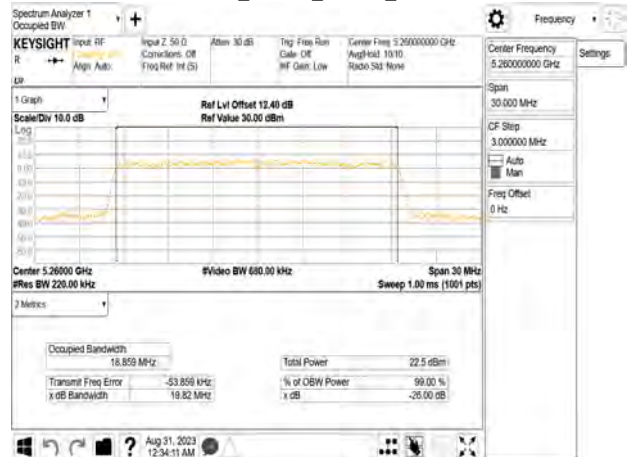 Spectrum Analyzer 1
Occupied BW
Frequency
KEYSIGHT
R
Input: RF
Align: Auto
Input Z: 50 Ω
Corrections: Off
Freq Ref: Int (S)
Atten: 30 dB
Trig: Free Run
Gate: Off
#IF Gain: Low
Center Freq: 5.260000000 GHz
Avg|Hold: 10/10
Radio Std: None
Center Frequency
5.260000000 GHz
Settings
Span
30.000 MHz
CF Step
3.000000 MHz
Auto
Man
Freq Offset
0 Hz
1 Graph
Scale/Div 10.0 dB
Ref Lvl Offset 12.40 dB
Ref Value 30.00 dBm
Log
Center 5.26000 GHz
#Video BW 680.00 kHz
Span 30 MHz
#Res BW 220.00 kHz
Sweep 1.00 ms (1001 pts)
2 Metrics
Occupied Bandwidth
18.859 MHz
Total Power 22.5 dBm
Transmit Freq Error -53.859 kHz
% of OBW Power 99.00 %
x dB Bandwidth 19.82 MHz
x dB -26.00 dB
Aug 31, 2023
12:34:11 AM